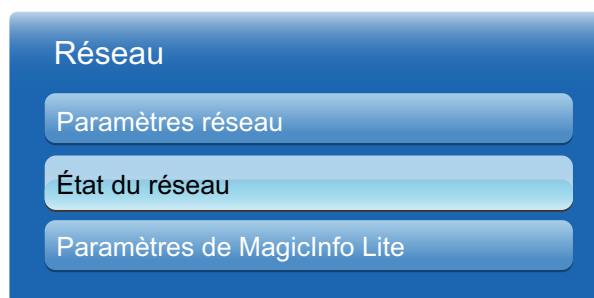 Réseau
Paramètres réseau
État du réseau
Paramètres de MagicInfo Lite